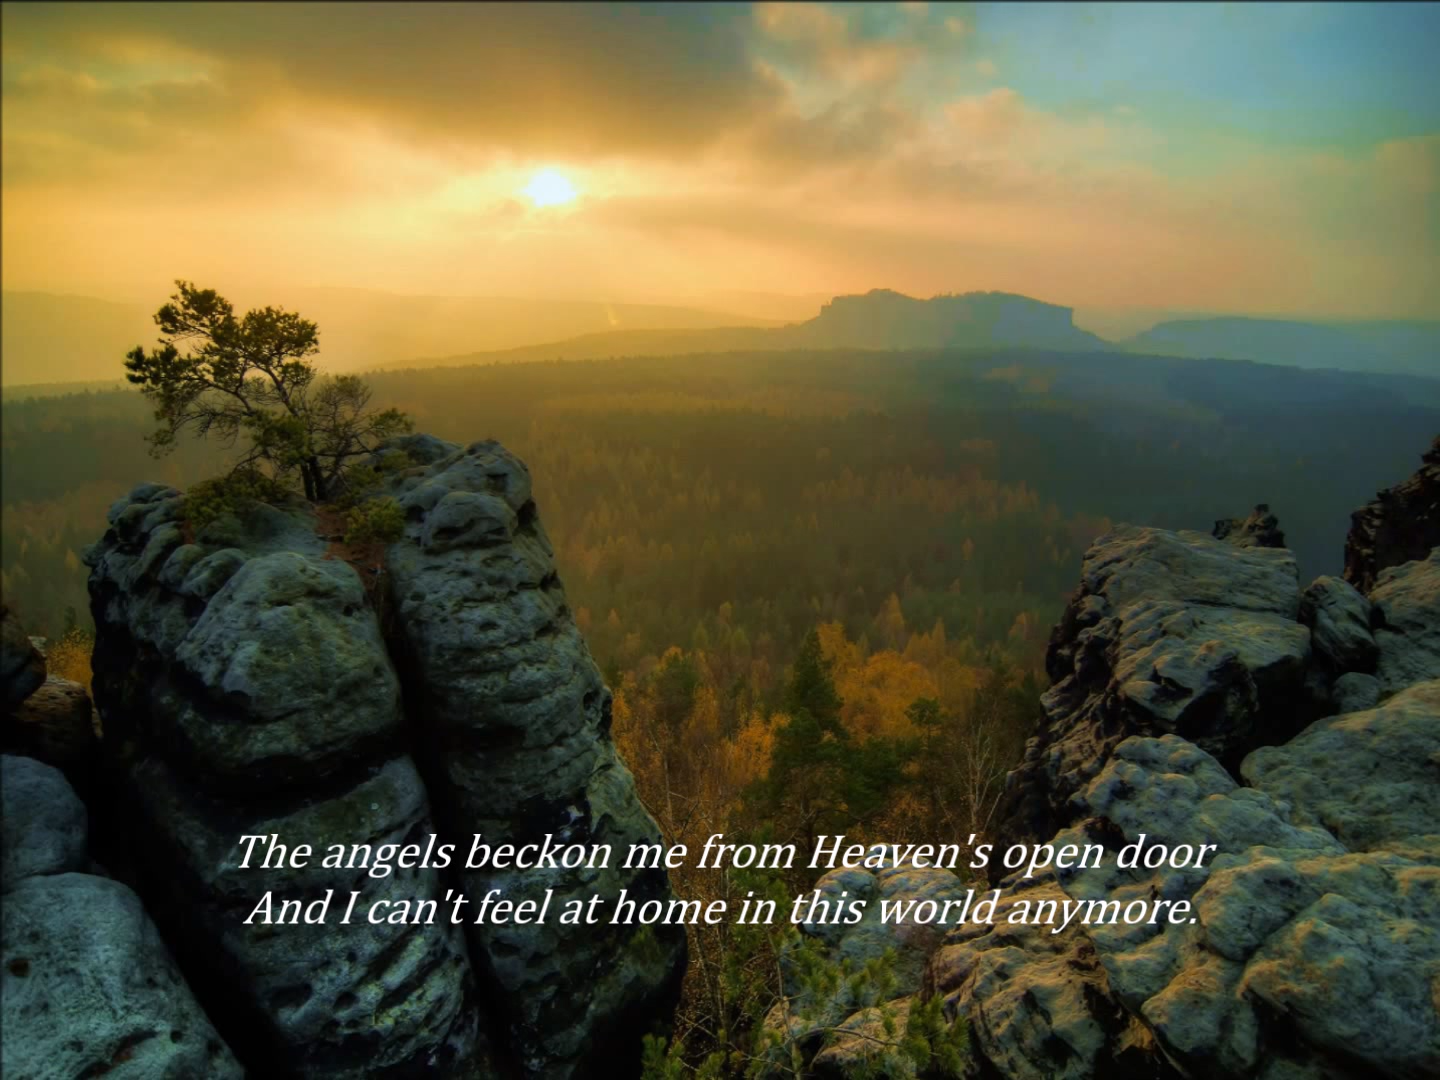 The angels beckon me from Heaven's open door
And I can't feel at home in this world anymore.